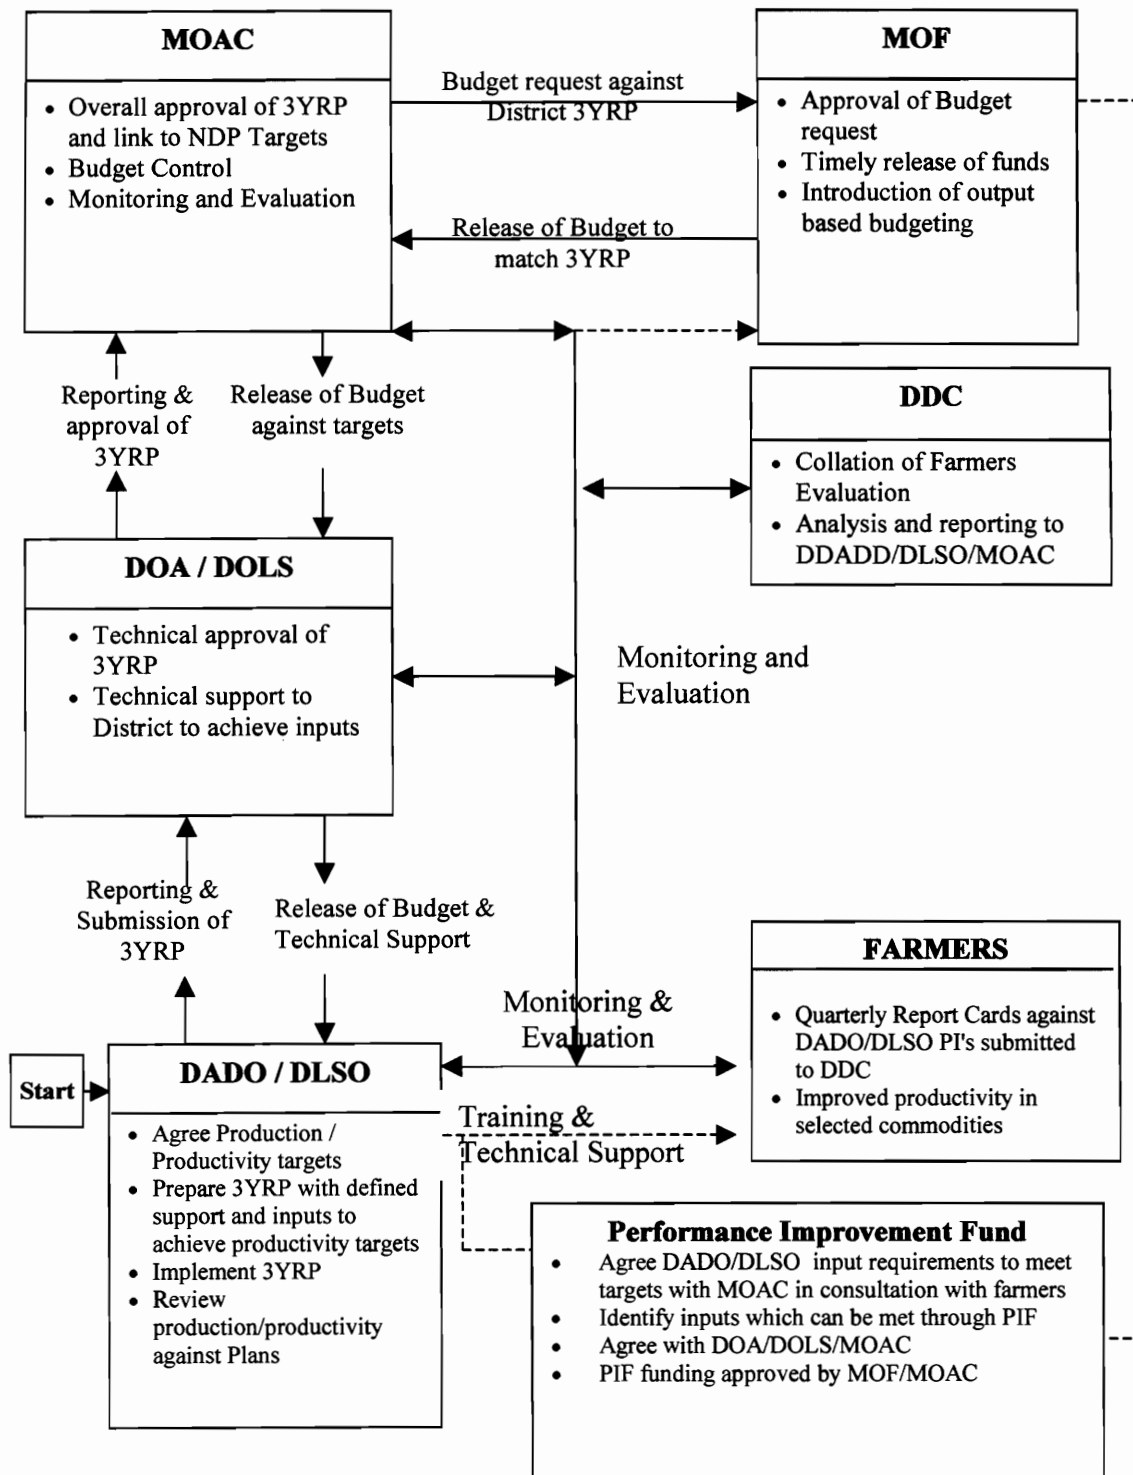 MOAC
• Overall approval of 3YRP
and link to NDP Targets
• Budget Control
• Monitoring and Evaluation
Budget request against
District 3YRP
Release of Budget to
match 3YRP
MOF
• Approval of Budget
request
• Timely release of funds
• Introduction of output
based budgeting
Reporting &
approval of
3YRP
Release of Budget
against targets
DDC
• Collation of Farmers
Evaluation
• Analysis and reporting to
DDADD/DLSO/MOAC
DOA / DOLS
• Technical approval of
3YRP
• Technical support to
District to achieve inputs
Monitoring and
Evaluation
Reporting &
Submission of
3YRP
Release of Budget &
Technical Support
FARMERS
• Quarterly Report Cards against
DADO/DLSO PI's submitted
to DDC
• Improved productivity in
selected commodities
Monitoring &
Evaluation
Start
DADO / DLSO
• Agree Production /
Productivity targets
• Prepare 3YRP with defined
support and inputs to
achieve productivity targets
• Implement 3YRP
• Review
production/productivity
against Plans
Training &
Technical Support
Performance Improvement Fund
• Agree DADO/DLSO input requirements to meet
targets with MOAC in consultation with farmers
• Identify inputs which can be met through PIF
• Agree with DOA/DOLS/MOAC
• PIF funding approved by MOF/MOAC